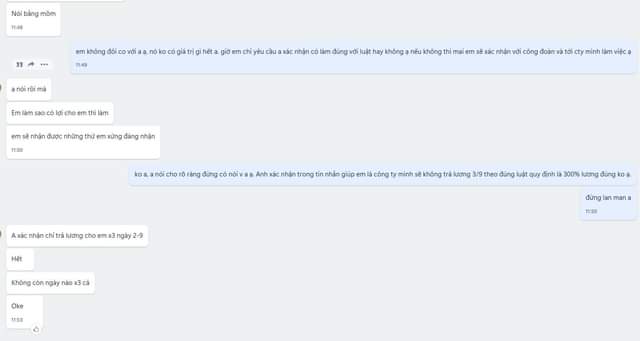 Nói bằng mồm
11:48
em không đôi co với a ạ, nó ko có giá trị gì hết ạ. giờ em chỉ yêu cầu a xác nhận có làm đúng với luật hay không ạ nếu không thì mai em sẽ xác nhận với công đoàn và tới cty mình làm việc ạ
11:49
a nói rồi mà
Em làm sao có lợi cho em thì làm
em sẽ nhận được những thứ em xứng đáng nhận
11:50
ko a, a nói cho rõ ràng đừng có nói v a ạ. Anh xác nhận trong tin nhắn giúp em là công ty mình sẽ không trả lương 3/9 theo đúng luật quy định là 300% lương đúng ko ạ.
đừng lan man a
11:50
A xác nhận chỉ trả lương cho em x3 ngày 2-9
Hết
Không còn ngày nào x3 cả
Oke
11:53